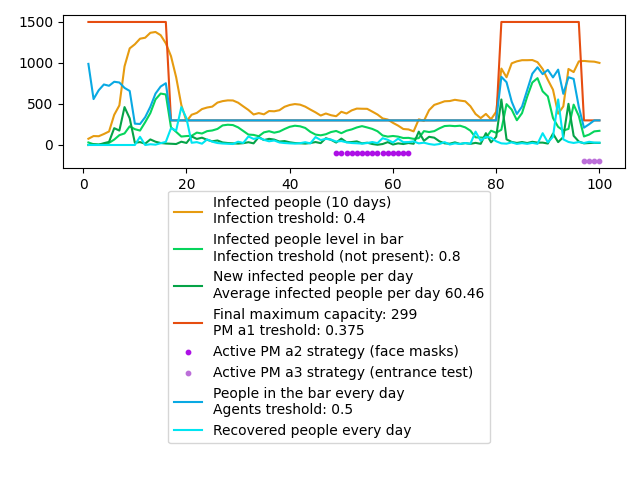 1500
1000
500
0
0
20
40
60
80
100
Infected people (10 days)
Infection treshold: 0.4
Infected people level in bar
Infection treshold (not present): 0.8
New infected people per day
Average infected people per day 60.46
Final maximum capacity: 299
PM a1 treshold: 0.375
Active PM a2 strategy (face masks)
Active PM a3 strategy (entrance test)
People in the bar every day
Agents treshold: 0.5
Recovered people every day